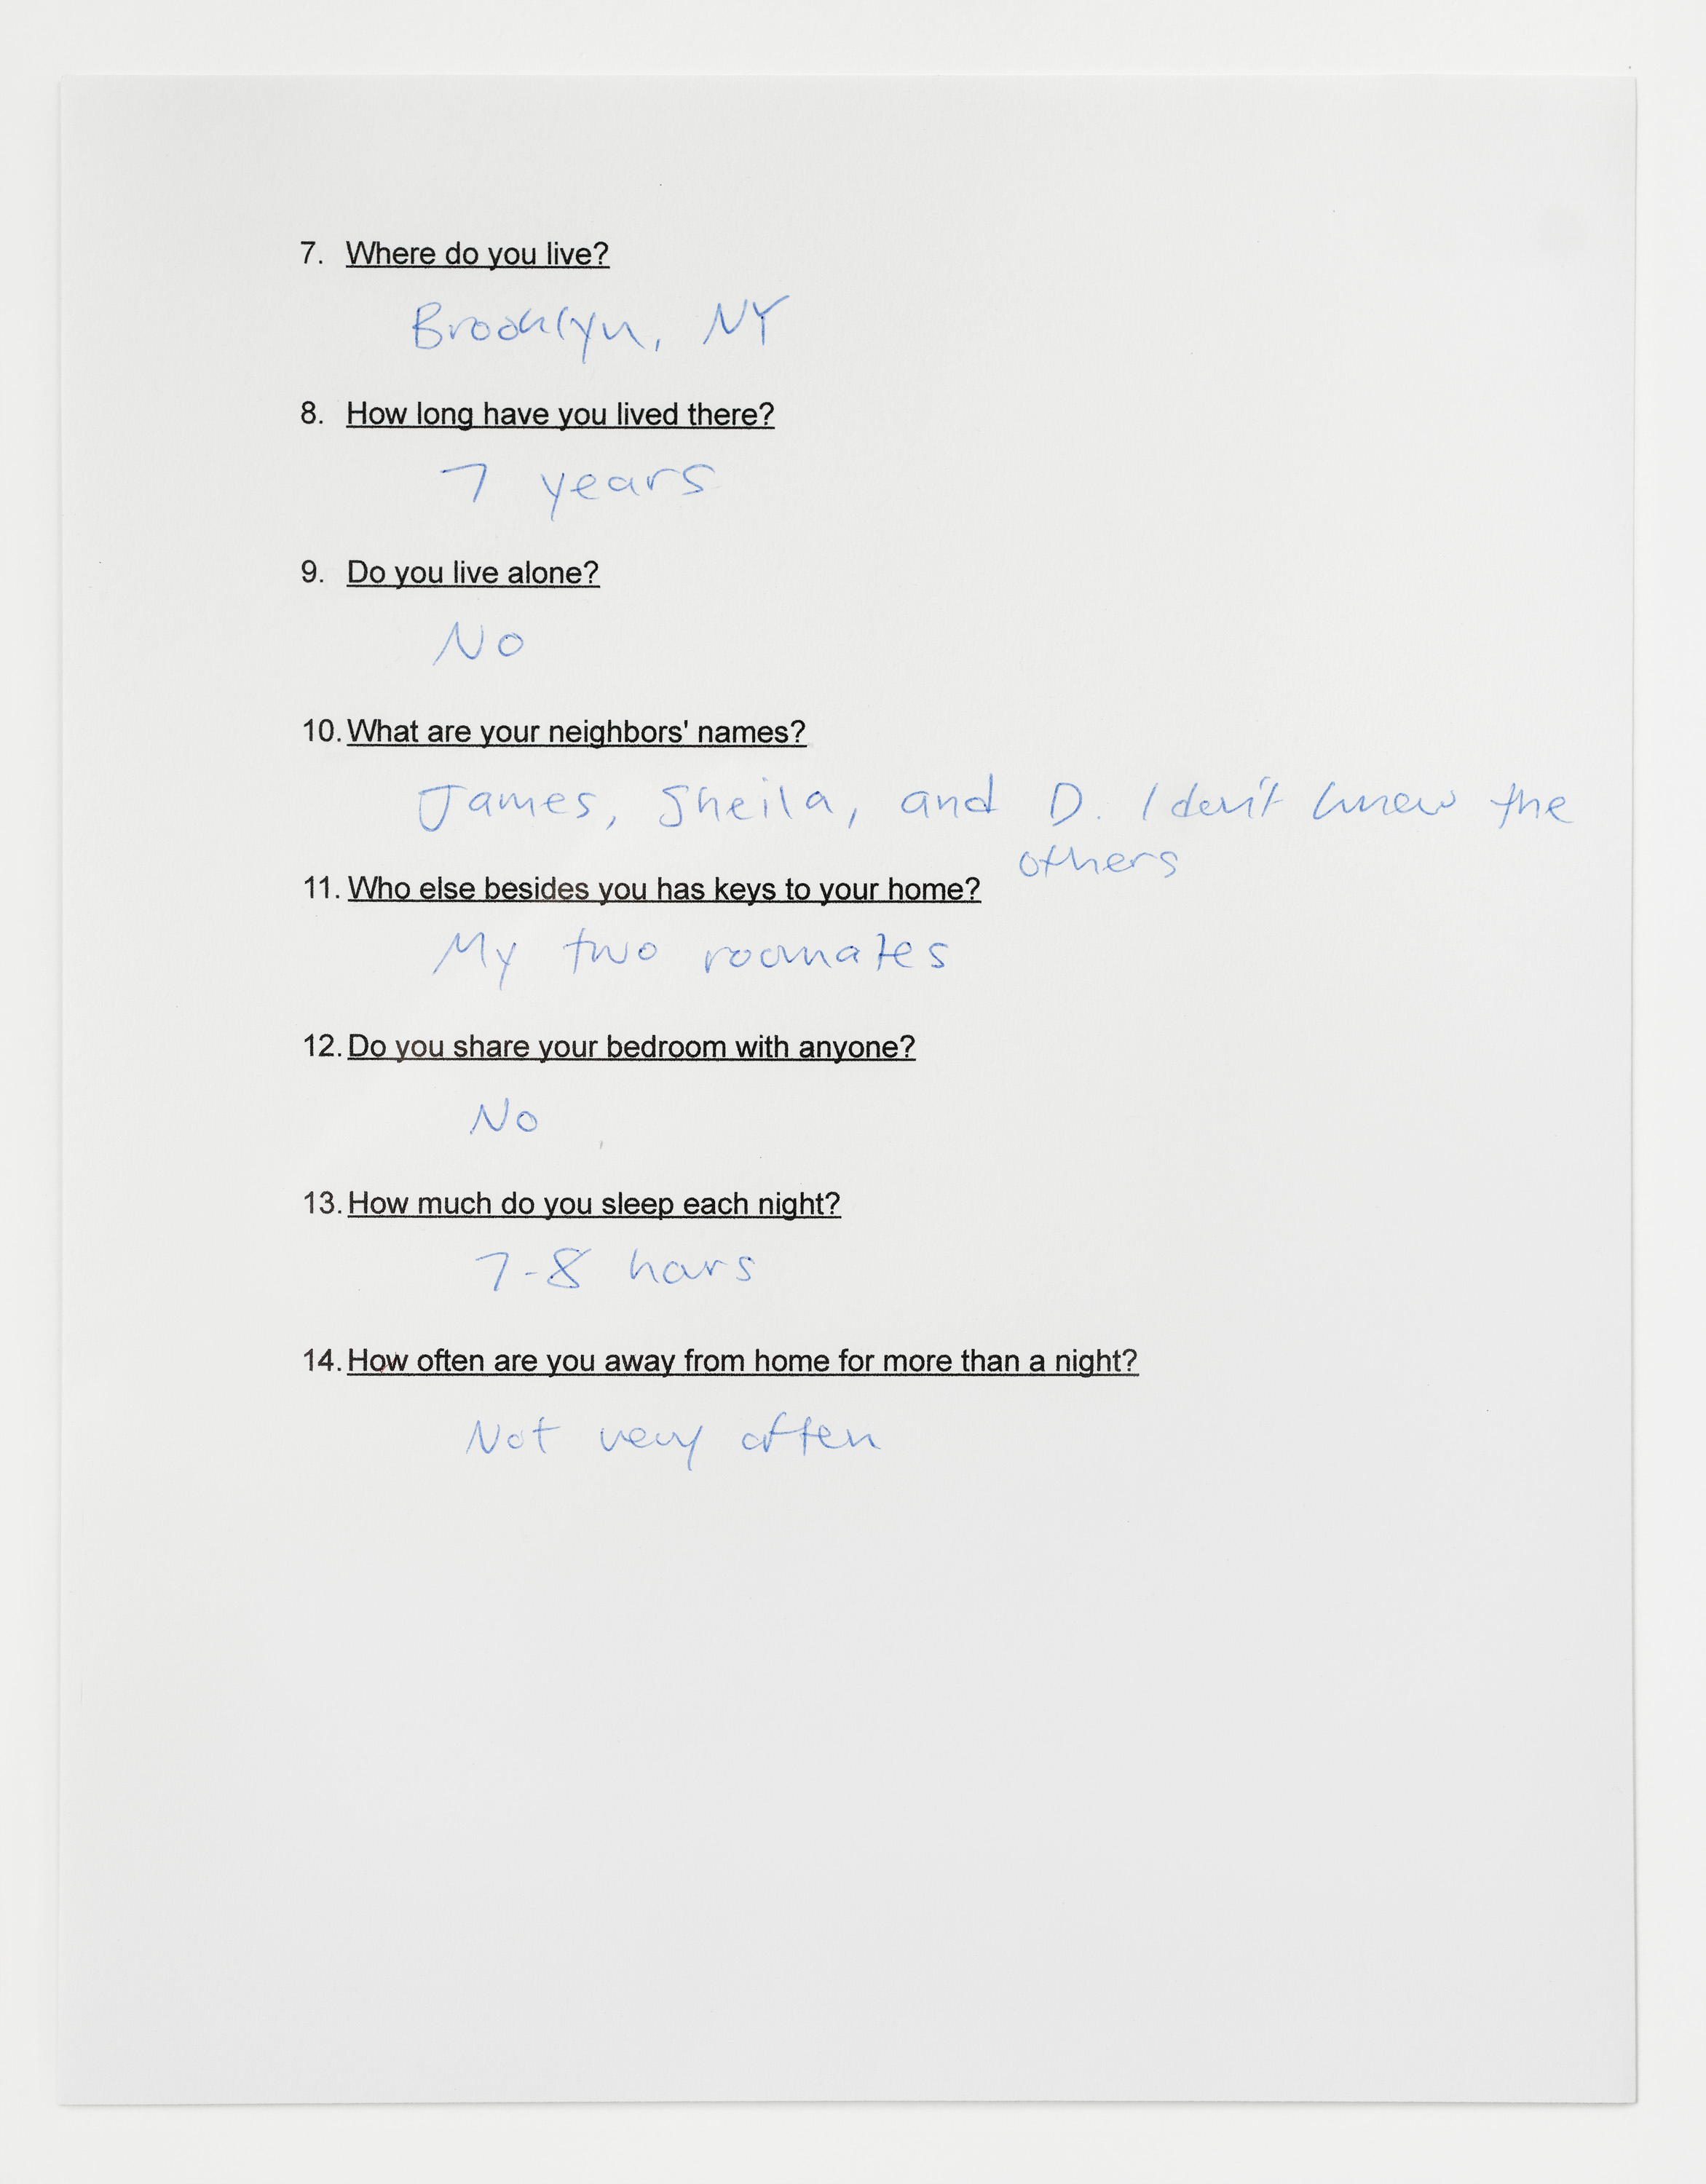 7. Where do you live?
Brooklyn, NY
8. How long have you lived there?
7 years
9. Do you live alone?
No
10. What are your neighbors' names?
James, Sheila, and D. I don't know the
others
11. Who else besides you has keys to your home?
My two roomates
12. Do you share your bedroom with anyone?
No
13. How much do you sleep each night?
7-8 hours
14. How often are you away from home for more than a night?
Not very often